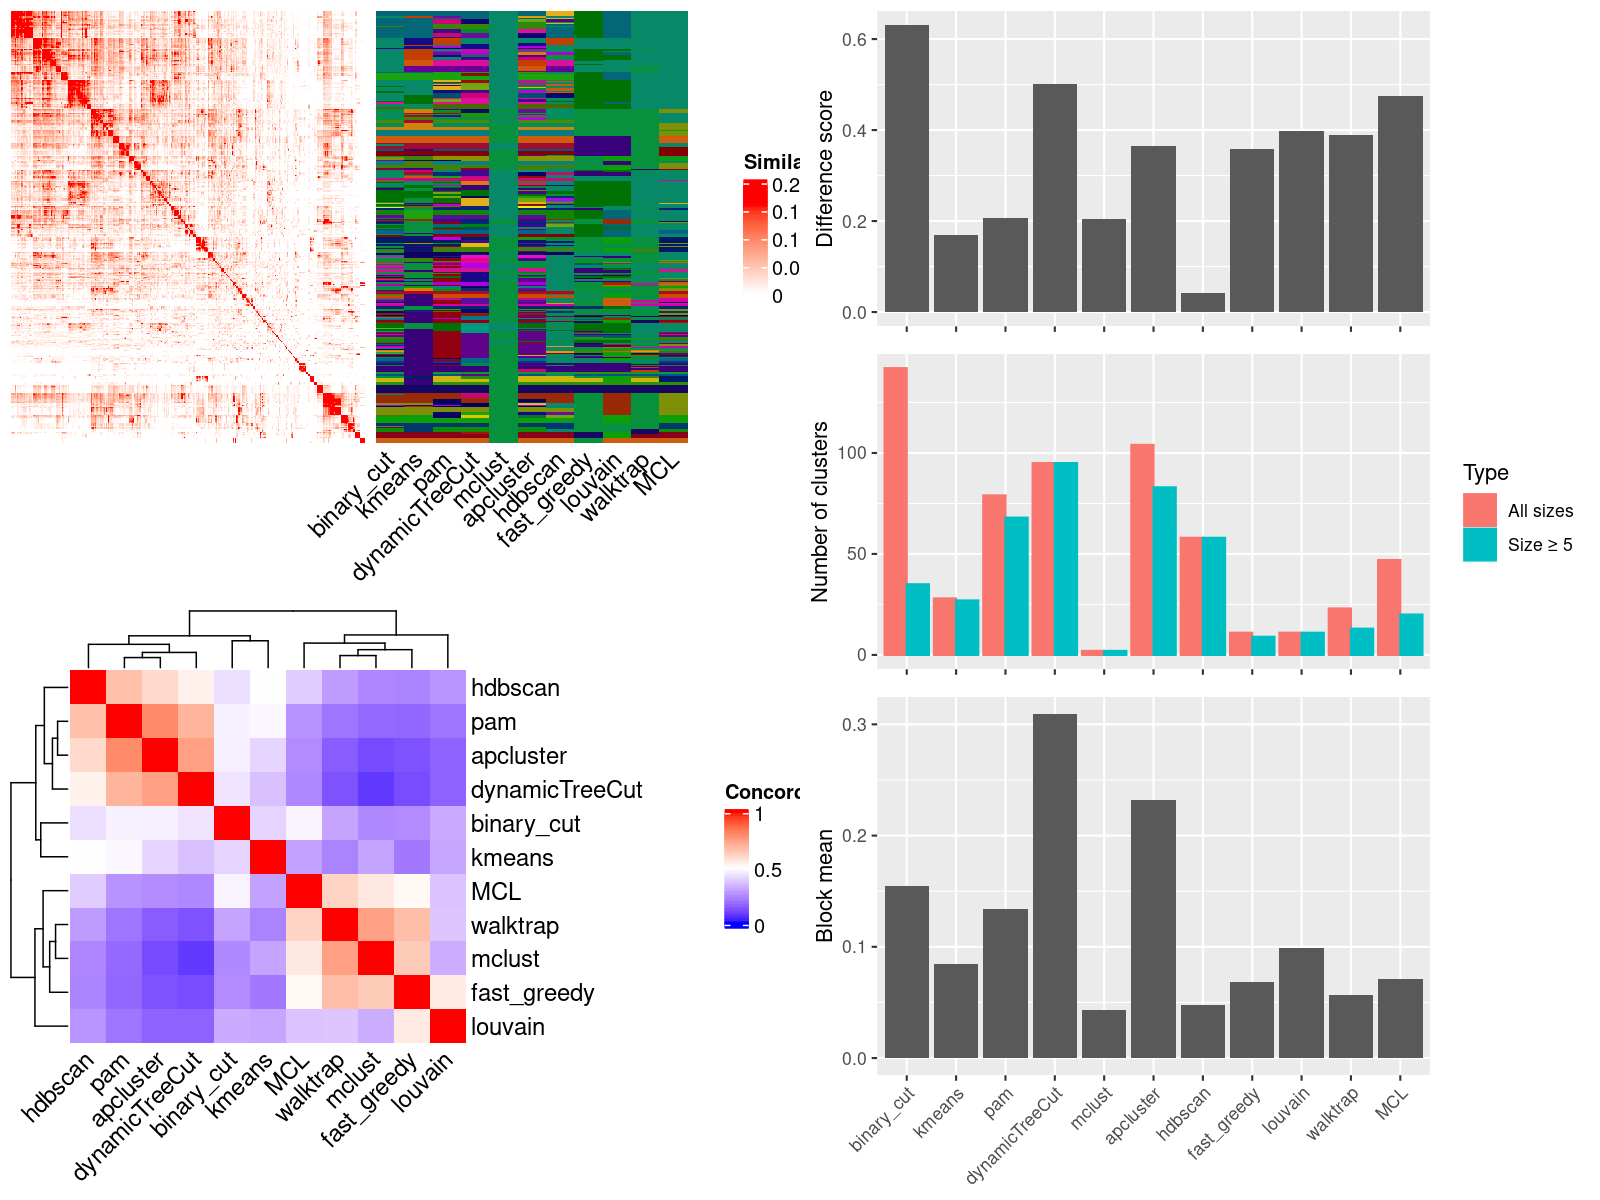 Simila
0.2
0.1
0.1
0.0
0
binary_cut
kmeans
pam
dynamicTreeCut
mclust
apcluster
hdbscan
fast_greedy
louvain
walktrap
MCL
hdbscan
pam
apcluster
dynamicTreeCut
binary_cut
kmeans
MCL
walktrap
mclust
fast_greedy
louvain
Concord
1
0.5
0
hdbscan
pam
apcluster
dynamicTreeCut
binary_cut
kmeans
MCL
walktrap
mclust
fast_greedy
louvain
Difference score
0.6
0.4
0.2
0.0
Number of clusters
100
50
0
Type
All sizes
Size ≥ 5
Block mean
0.3
0.2
0.1
0.0
binary_cut
kmeans
pam
dynamicTreeCut
mclust
apcluster
hdbscan
fast_greedy
louvain
walktrap
MCL